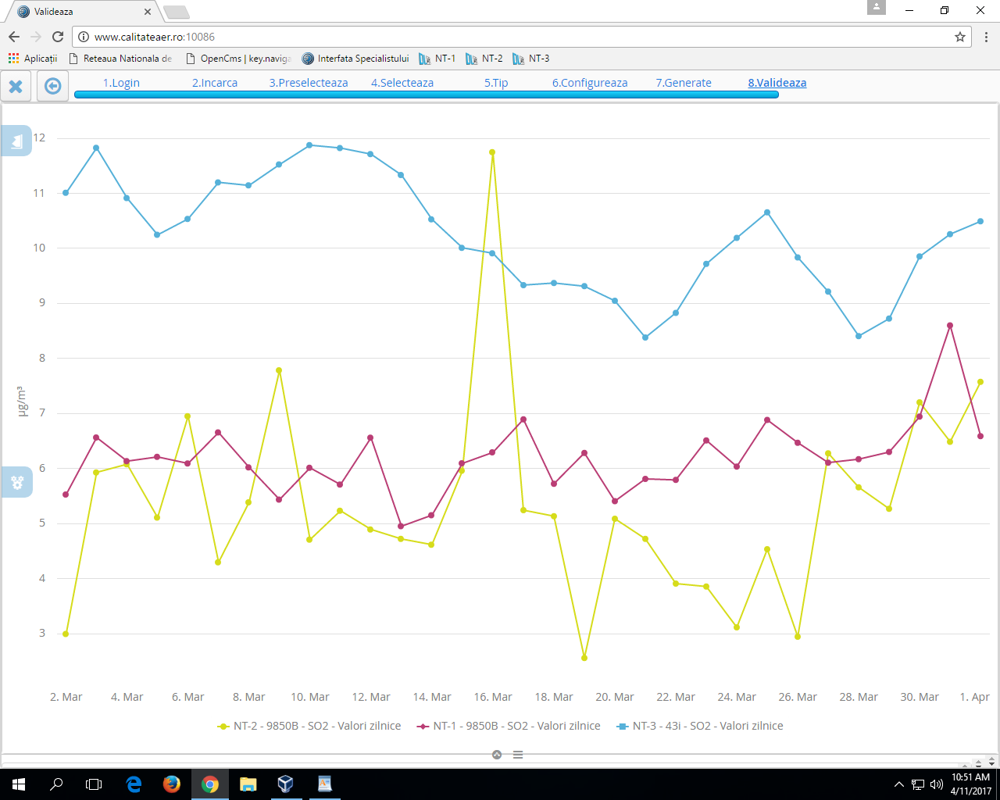 Valideaza
www.calitateaer.ro:10086
Aplicații Reteaua Nationala de OpenCms | key.naviga Interfata Specialistului NT-1 NT-2 NT-3
1.Login 2.Incarca 3.Preselecteaza 4.Selecteaza 5.Tip 6.Configureaza 7.Generate 8.Valideaza
12
11
10
9
8
7
6
5
4
3
µg/m³
2. Mar 4. Mar 6. Mar 8. Mar 10. Mar 12. Mar 14. Mar 16. Mar 18. Mar 20. Mar 22. Mar 24. Mar 26. Mar 28. Mar 30. Mar 1. Apr
NT-2 - 9850B - SO2 - Valori zilnice NT-1 - 9850B - SO2 - Valori zilnice NT-3 - 43i - SO2 - Valori zilnice
10:51 AM
4/11/2017